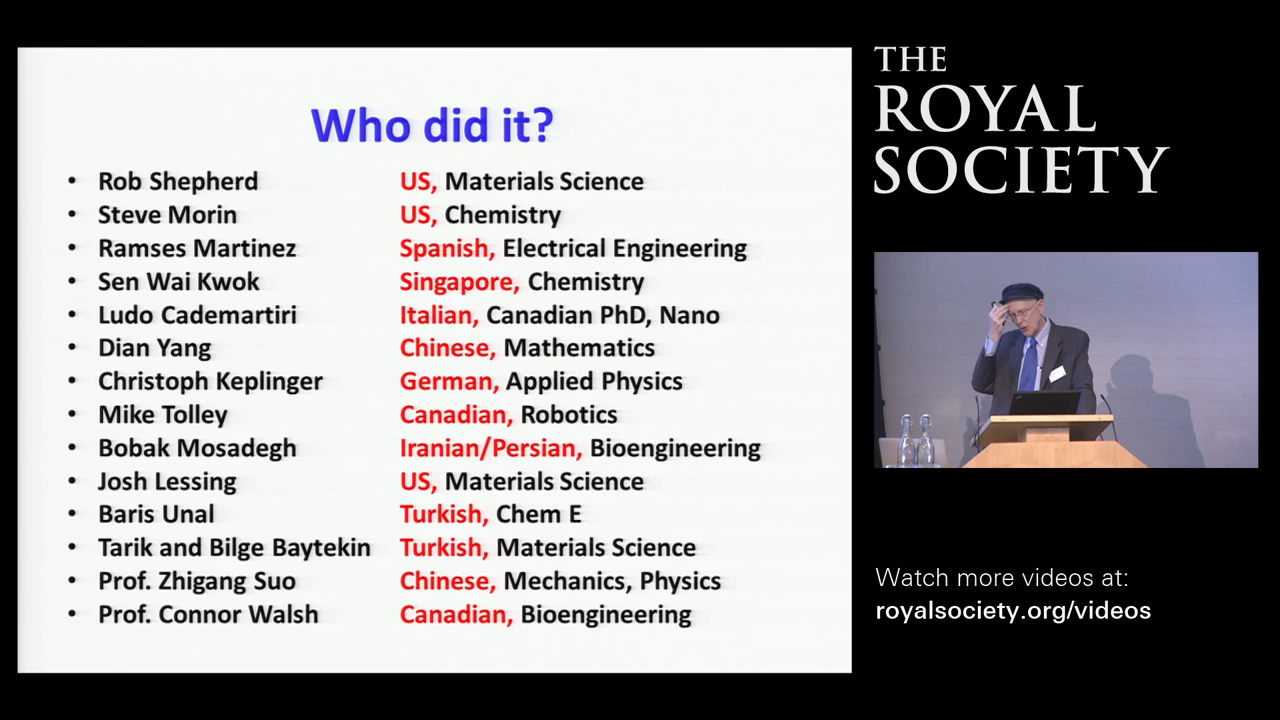 Who did it?
• Rob Shepherd US, Materials Science
• Steve Morin US, Chemistry
• Ramses Martinez Spanish, Electrical Engineering
• Sen Wai Kwok Singapore, Chemistry
• Ludo Cademartiri Italian, Canadian PhD, Nano
• Dian Yang Chinese, Mathematics
• Christoph Keplinger German, Applied Physics
• Mike Tolley Canadian, Robotics
• Bobak Mosadegh Iranian/Persian, Bioengineering
• Josh Lessing US, Materials Science
• Baris Unal Turkish, Chem E
• Tarik and Bilge Baytekin Turkish, Materials Science
• Prof. Zhigang Suo Chinese, Mechanics, Physics
• Prof. Connor Walsh Canadian, Bioengineering
THE
ROYAL
SOCIETY
Watch more videos at:
royalsociety.org/videos